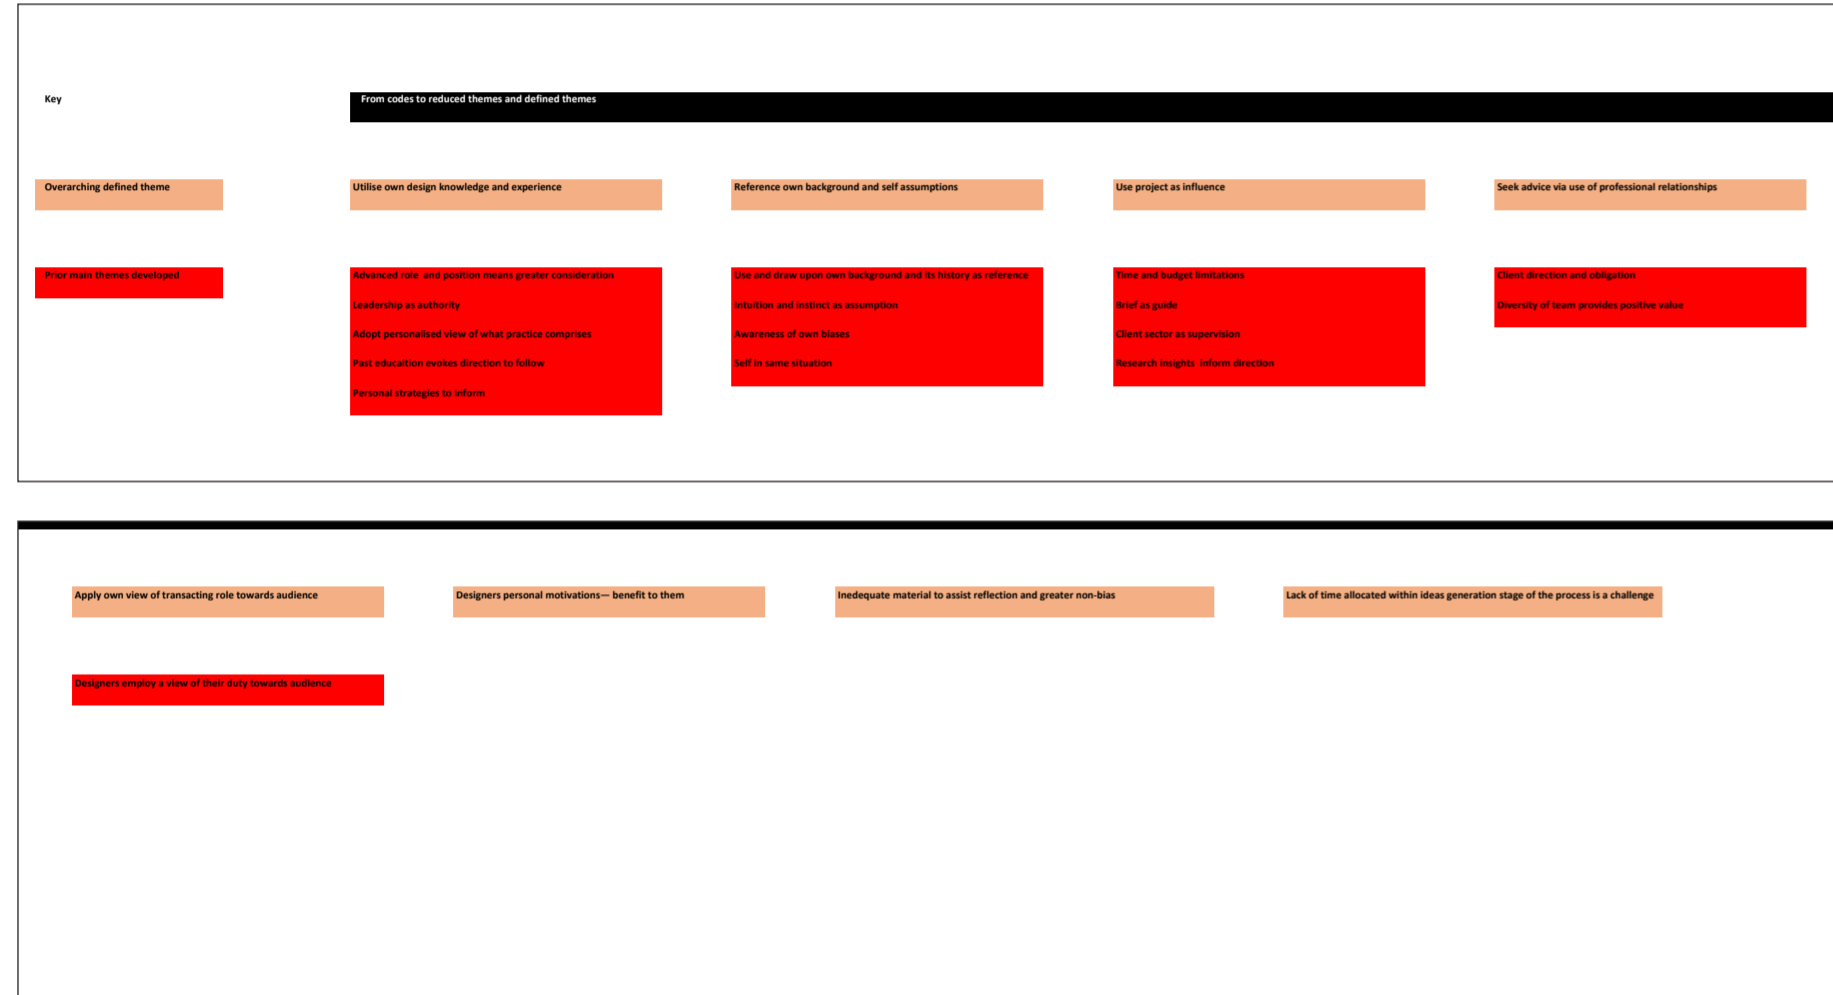 Key
From codes to reduced themes and defined themes
Overarching defined theme
Utilise own design knowledge and experience
Reference own background and self assumptions
Use project as influence
Seek advice via use of professional relationships
Prior main themes developed
Advanced role  and position means greater consideration
Leadership as authority
Adopt personalised view of what practice comprises
Past educaItion evokes direction to follow
Personal strategies to inform
Use and draw upon own background and its history as reference
Intuition and instinct as assumption
Awareness of own biases
Self in same situation
Time and budget limitations
Brief as guide
Client sector as supervision
Research insights  inform direction
Client direction and obligation
Diversity of team provides positive value
Apply own view of transacting role towards audience
Designers personal motivations— benefit to them
Inedequate material to assist reflection and greater non-bias
Lack of time allocated within ideas generation stage of the process is a challenge
Designers employ a view of their duty towards audience